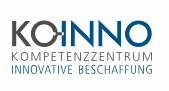 KOINNO
KOMPETENZZENTRUM
INNOVATIVE BESCHAFFUNG